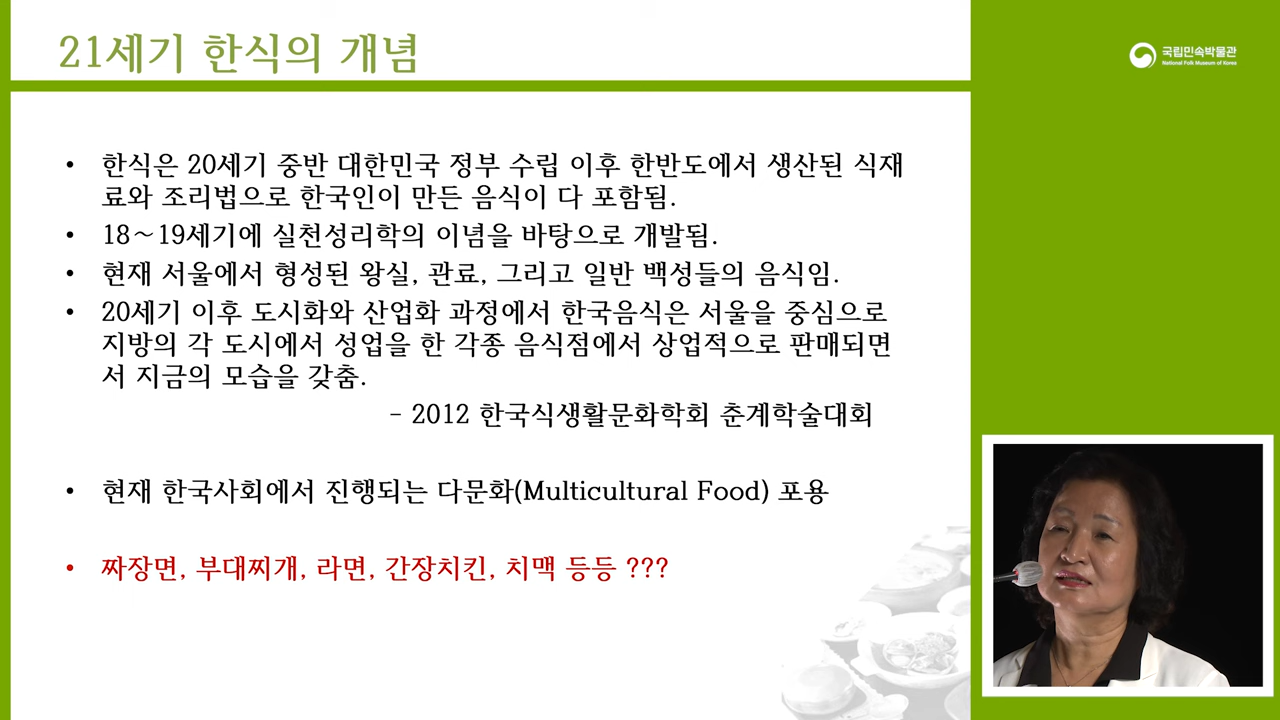 21세기 한식의 개념
국립민속박물관
National Folk Museum of Korea
• 한식은 20세기 중반 대한민국 정부 수립 이후 한반도에서 생산된 식재
료와 조리법으로 한국인이 만든 음식이 다 포함됨.
• 18~19세기에 실천성리학의 이념을 바탕으로 개발됨.
• 현재 서울에서 형성된 왕실, 관료, 그리고 일반 백성들의 음식임.
• 20세기 이후 도시화와 산업화 과정에서 한국음식은 서울을 중심으로
지방의 각 도시에서 성업을 한 각종 음식점에서 상업적으로 판매되면
서 지금의 모습을 갖춤.
- 2012 한국식생활문화학회 춘계학술대회
• 현재 한국사회에서 진행되는 다문화(Multicultural Food) 포용
• 짜장면, 부대찌개, 라면, 간장치킨, 치맥 등등 ???